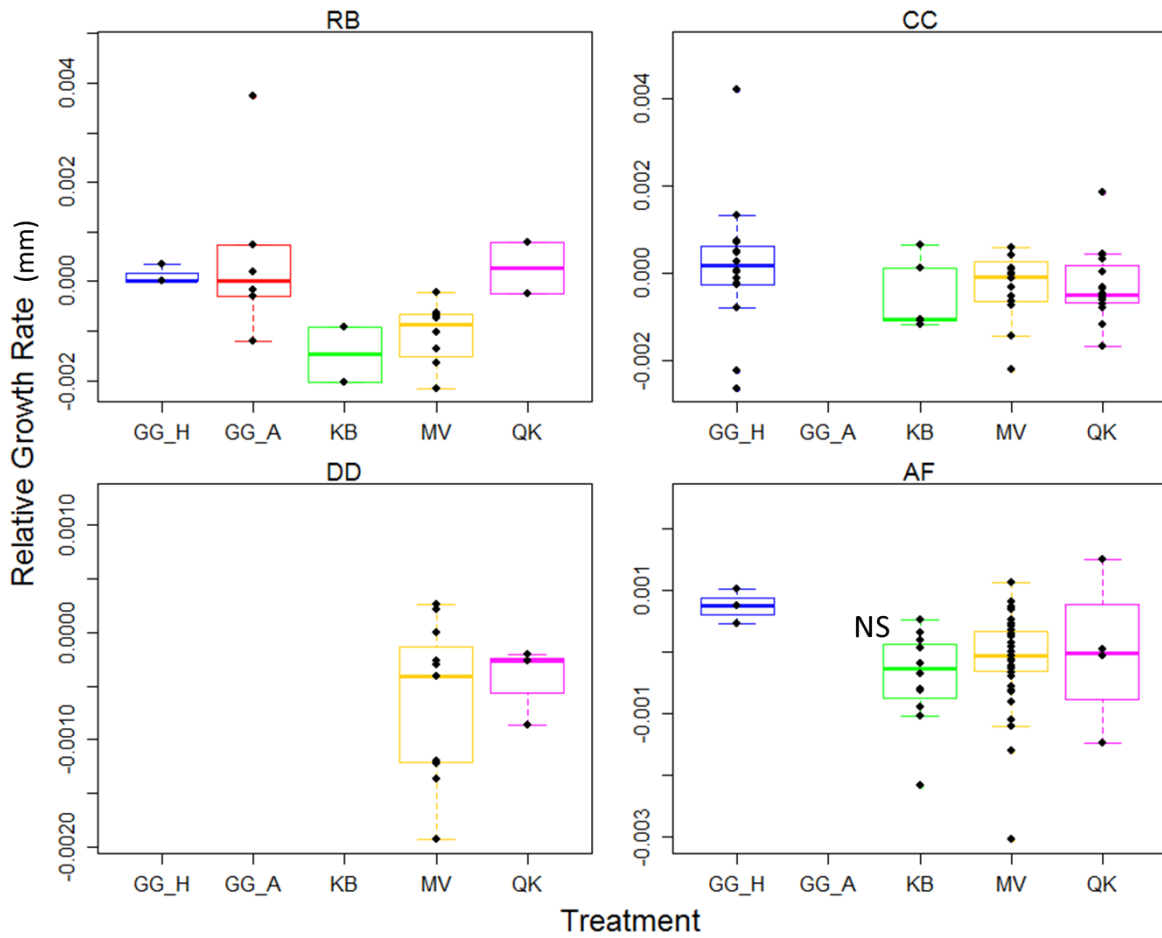 Relative Growth Rate (mm)
RB
0.004
0.002
0.000
-0.002
GG_H GG_A KB MV QK
CC
0.004
0.002
0.000
-0.002
GG_H GG_A KB MV QK
DD
0.0010
0.0000
-0.0010
-0.0020
GG_H GG_A KB MV QK
AF
0.001
-0.001
-0.003
NS
GG_H GG_A KB MV QK
Treatment